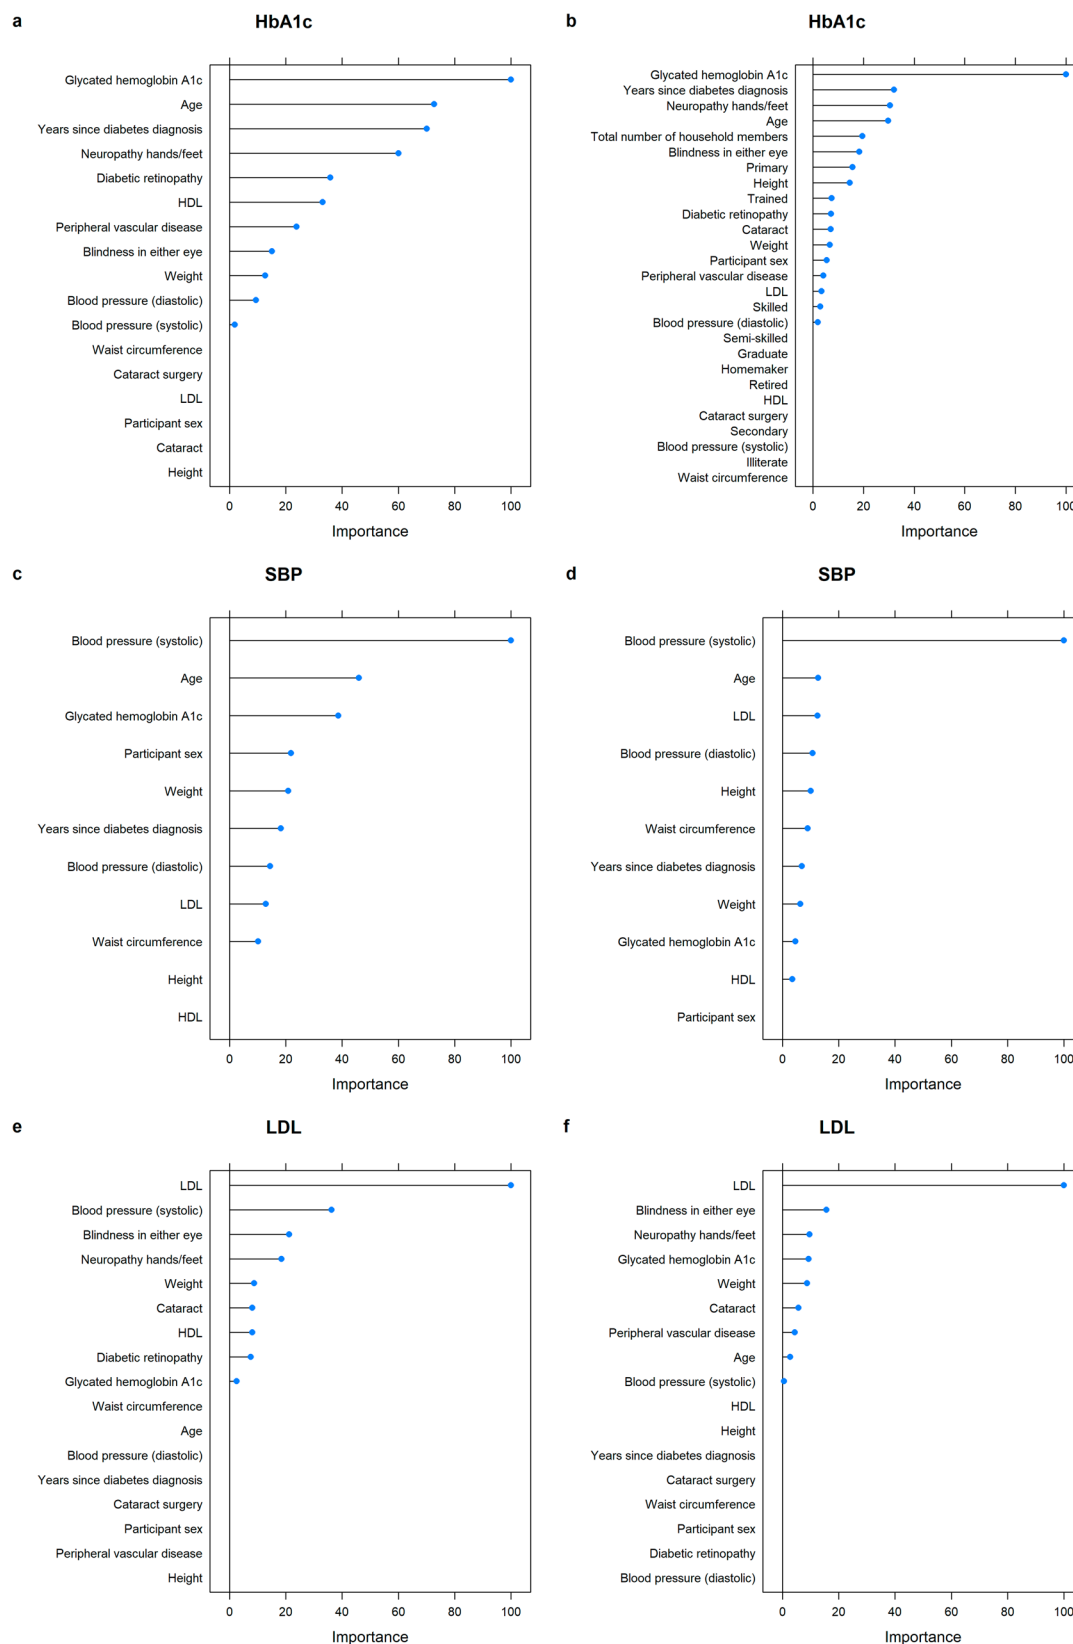 a
HbA1c
Glycated hemoglobin A1c
Age
Years since diabetes diagnosis
Neuropathy hands/feet
Diabetic retinopathy
HDL
Peripheral vascular disease
Blindness in either eye
Weight
Blood pressure (diastolic)
Blood pressure (systolic)
Waist circumference
Cataract surgery
LDL
Participant sex
Cataract
Height
0 20 40 60 80 100
Importance
b
HbA1c
Glycated hemoglobin A1c
Years since diabetes diagnosis
Neuropathy hands/feet
Age
Total number of household members
Blindness in either eye
Primary
Height
Trained
Diabetic retinopathy
Cataract
Weight
Participant sex
Peripheral vascular disease
LDL
Skilled
Blood pressure (diastolic)
Semi-skilled
Graduate
Homemaker
Retired
HDL
Cataract surgery
Secondary
Blood pressure (systolic)
Illiterate
Waist circumference
0 20 40 60 80 100
Importance
c
SBP
Blood pressure (systolic)
Age
Glycated hemoglobin A1c
Participant sex
Weight
Years since diabetes diagnosis
Blood pressure (diastolic)
LDL
Waist circumference
Height
HDL
0 20 40 60 80 100
Importance
d
SBP
Blood pressure (systolic)
Age
LDL
Blood pressure (diastolic)
Height
Waist circumference
Years since diabetes diagnosis
Weight
Glycated hemoglobin A1c
HDL
Participant sex
0 20 40 60 80 100
Importance
e
LDL
LDL
Blood pressure (systolic)
Blindness in either eye
Neuropathy hands/feet
Weight
Cataract
HDL
Diabetic retinopathy
Glycated hemoglobin A1c
Waist circumference
Age
Blood pressure (diastolic)
Years since diabetes diagnosis
Cataract surgery
Participant sex
Peripheral vascular disease
Height
0 20 40 60 80 100
Importance
f
LDL
LDL
Blindness in either eye
Neuropathy hands/feet
Glycated hemoglobin A1c
Weight
Cataract
Peripheral vascular disease
Age
Blood pressure (systolic)
HDL
Height
Years since diabetes diagnosis
Cataract surgery
Waist circumference
Participant sex
Diabetic retinopathy
Blood pressure (diastolic)
0 20 40 60 80 100
Importance